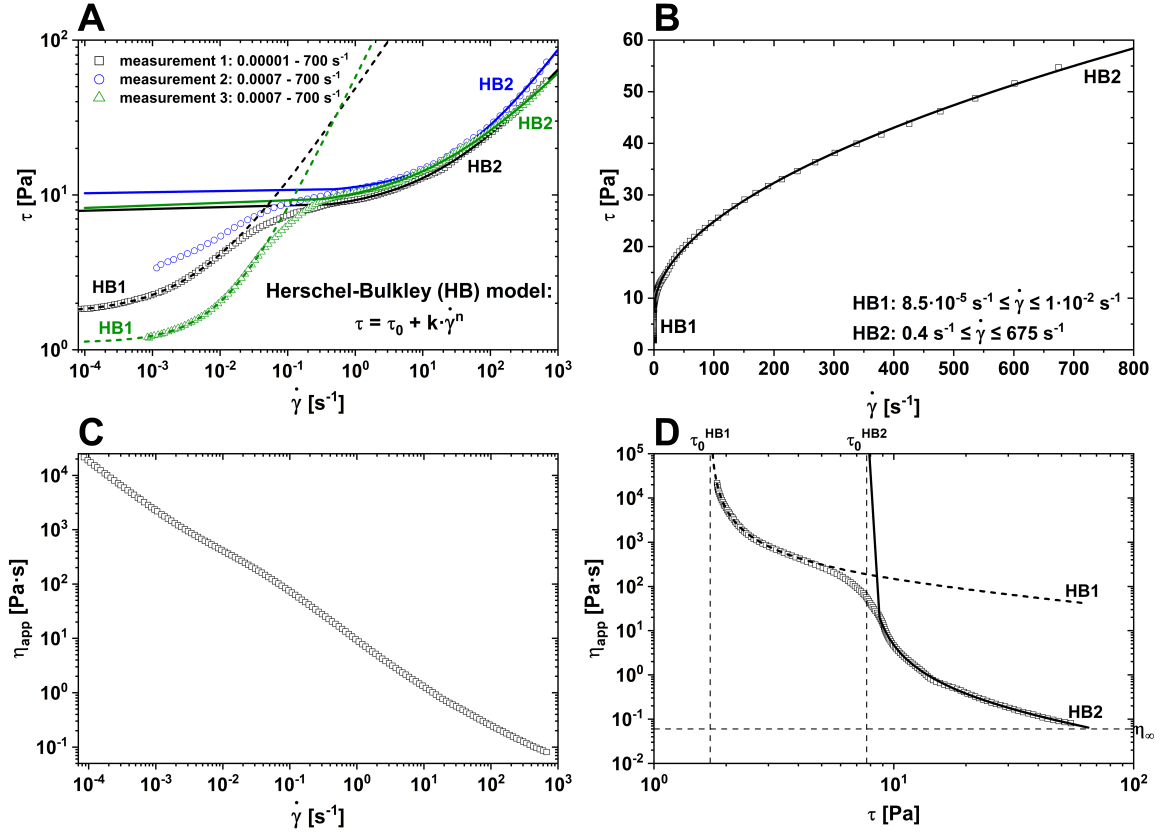 A
10²
10¹
10⁰
τ [Pa]
measurement 1: 0.00001 - 700 s⁻¹
measurement 2: 0.0007 - 700 s⁻¹
measurement 3: 0.0007 - 700 s⁻¹
HB2
HB2
HB2
HB1
HB1
Herschel-Bulkley (HB) model:
τ = τ₀ + k·γ̇ⁿ
10⁻⁴ 10⁻³ 10⁻² 10⁻¹ 10⁰ 10¹ 10² 10³
γ̇ [s⁻¹]
B
60
50
40
30
20
10
0
τ [Pa]
HB2
HB1
HB1: 8.5·10⁻⁵ s⁻¹ ≤ γ̇ ≤ 1·10⁻² s⁻¹
HB2: 0.4 s⁻¹ ≤ γ̇ ≤ 675 s⁻¹
0 100 200 300 400 500 600 700 800
γ̇ [s⁻¹]
C
10⁴
10³
10²
10¹
10⁰
10⁻¹
η_app [Pa·s]
10⁻⁴ 10⁻³ 10⁻² 10⁻¹ 10⁰ 10¹ 10² 10³
γ̇ [s⁻¹]
D
τ₀^HB1
τ₀^HB2
10⁵
10⁴
10³
10²
10¹
10⁰
10⁻¹
10⁻²
η_app [Pa·s]
HB1
HB2
η_∞
10⁰ 10¹ 10²
τ [Pa]